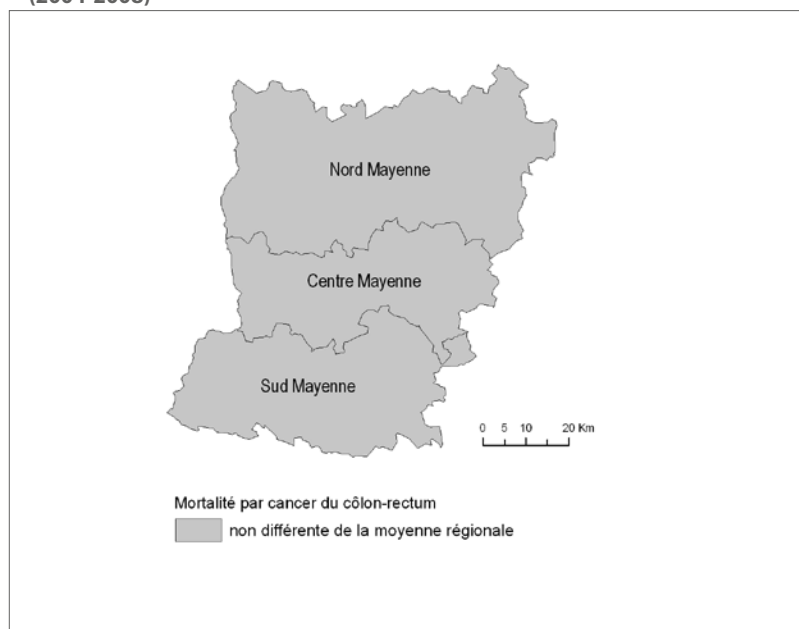 Nord Mayenne
Centre Mayenne
Sud Mayenne
0 5 10 20 Km
Mortalité par cancer du côlon-rectum
non différente de la moyenne régionale